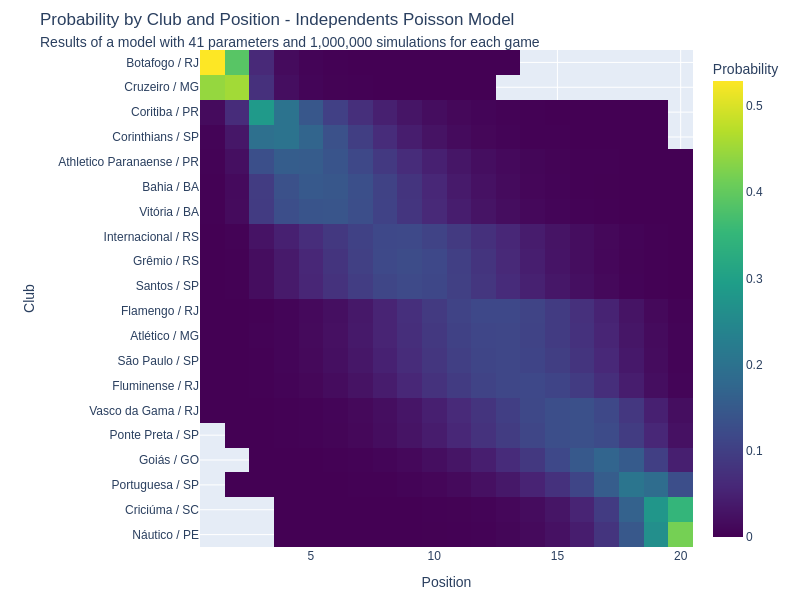 Probability by Club and Position - Independents Poisson Model
Results of a model with 41 parameters and 1,000,000 simulations for each game
Probability
Botafogo / RJ
Cruzeiro / MG
Coritiba / PR
Corinthians / SP
Athletico Paranaense / PR
Bahia / BA
Vitória / BA
Internacional / RS
Grêmio / RS
Santos / SP
Flamengo / RJ
Atlético / MG
São Paulo / SP
Fluminense / RJ
Vasco da Gama / RJ
Ponte Preta / SP
Goiás / GO
Portuguesa / SP
Criciúma / SC
Náutico / PE
Club
5
10
15
20
Position
0.5
0.4
0.3
0.2
0.1
0